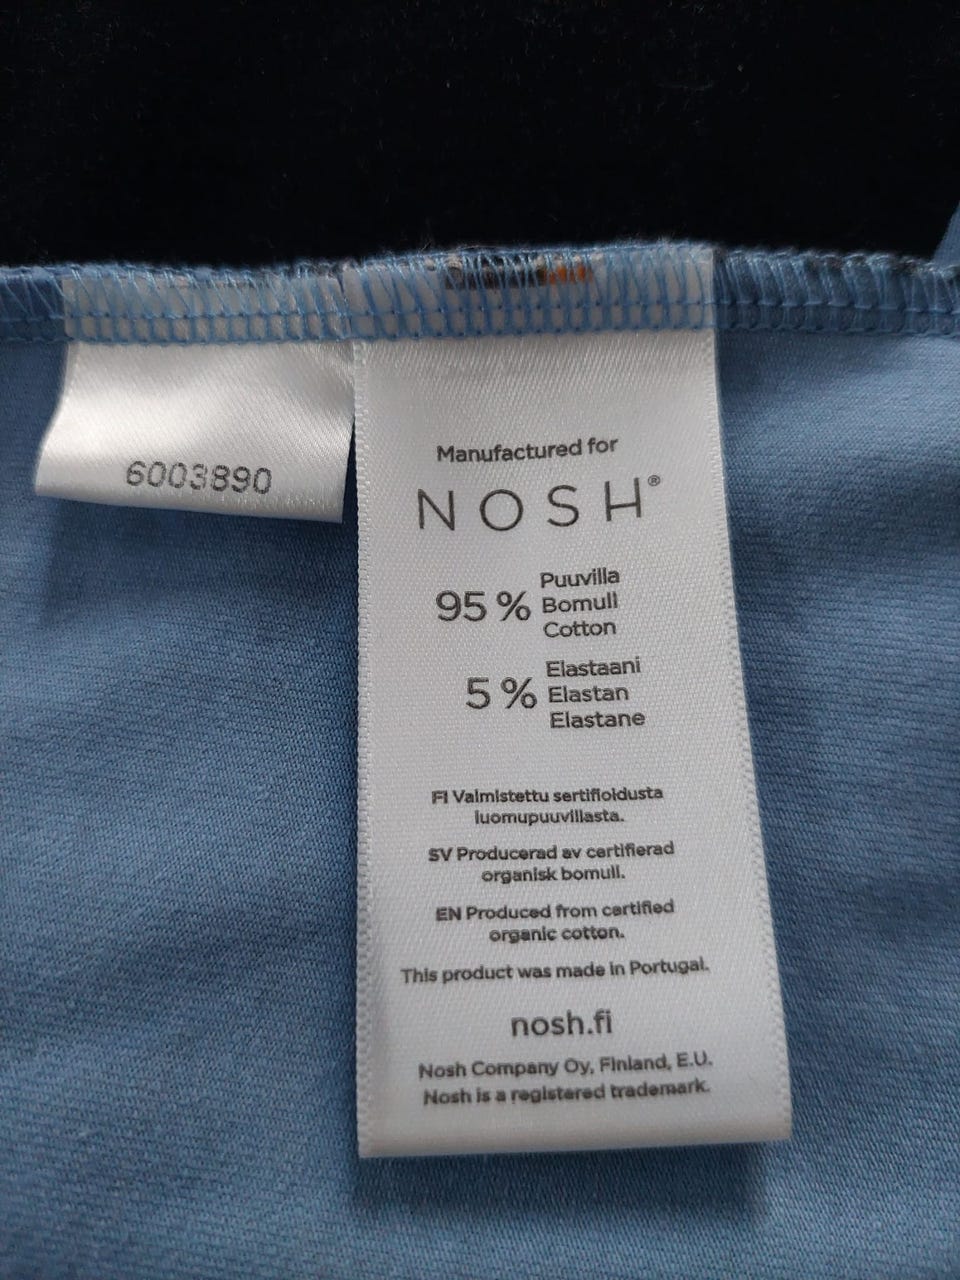 6003890
Manufactured for
NOSH®
95 % Puuvilla
Bomull
Cotton
5 % Elastaani
Elastan
Elastane
FI Valmistettu sertifioidusta
luomupuuvillasta.
SV Producerad av certifierad
organisk bomull.
EN Produced from certified
organic cotton.
This product was made in Portugal.
nosh.fi
Nosh Company Oy, Finland, E.U.
Nosh is a registered trademark.